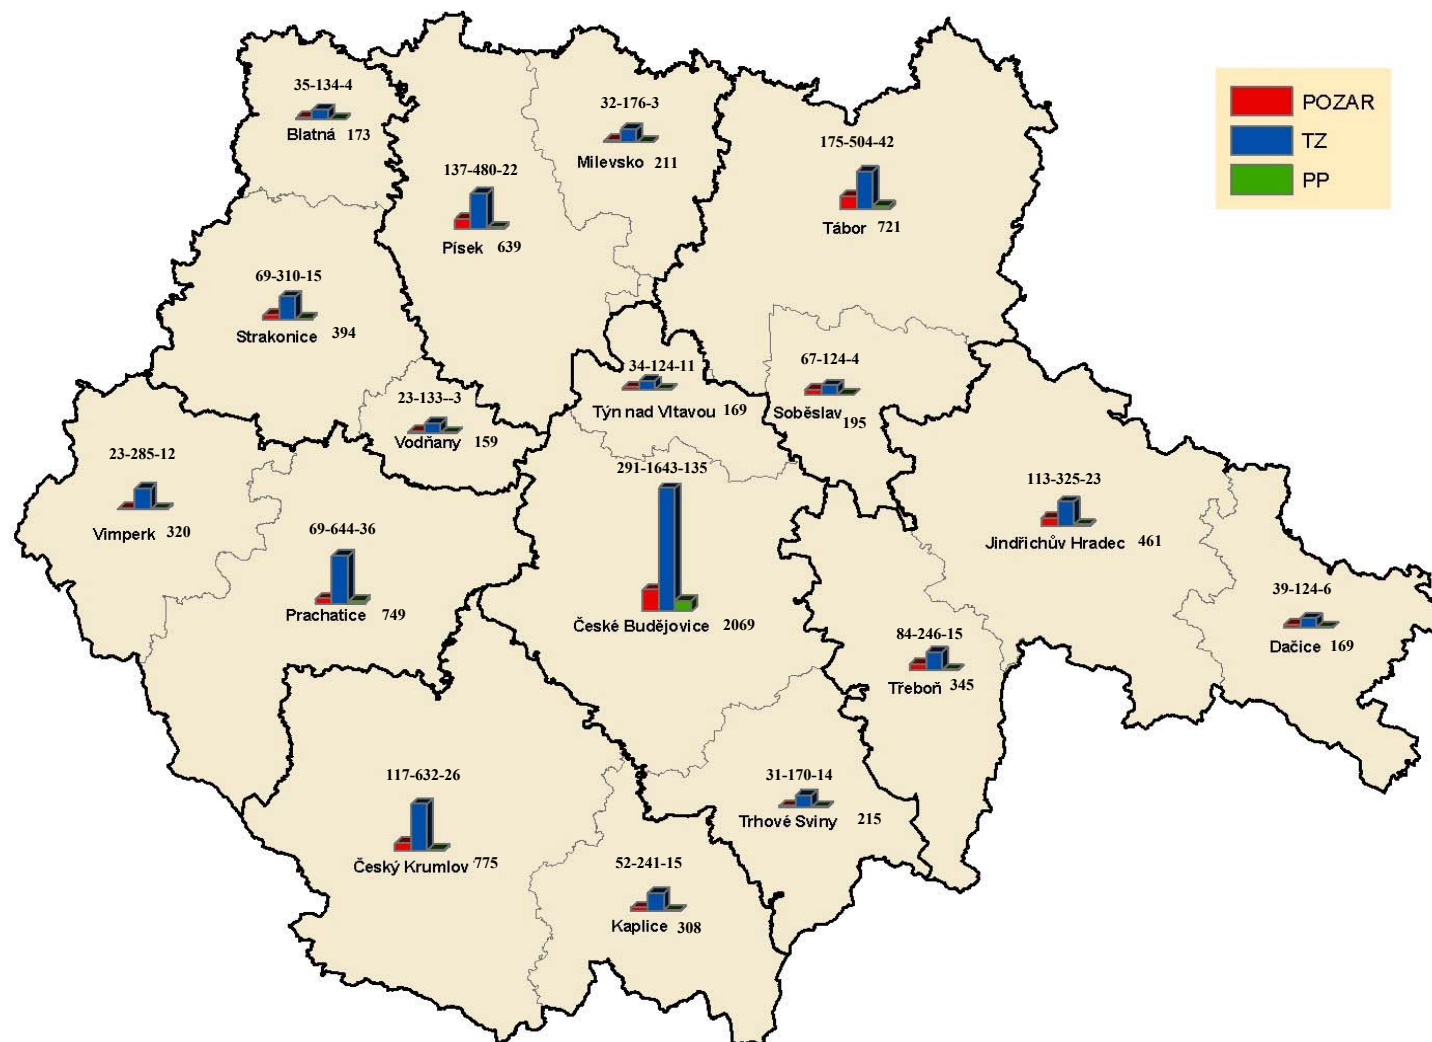 35-134-4
Blatná 173
32-176-3
Milevsko 211
175-504-42
Tábor 721
POZAR
TZ
PP
137-480-22
Písek 639
69-310-15
Strakonice 394
23-133--3
Vodňany 159
34-124-11
Týn nad Vltavou 169
67-124-4
Soběslav 195
23-285-12
Vimperk 320
69-644-36
Prachatice 749
291-1643-135
České Budějovice 2069
113-325-23
Jindřichův Hradec 461
39-124-6
Dačice 169
84-246-15
Třeboň 345
117-632-26
Český Krumlov 775
31-170-14
Trhové Sviny 215
52-241-15
Kaplice 308